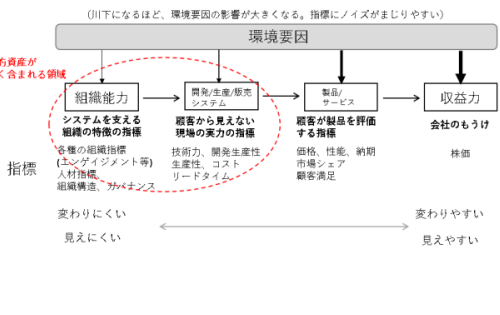 (川下になるほど、環境要因の影響が大きくなる。指標にノイズがまじりやすい)
環境要因
資産が
く含まれる領域
組織能力
開発/生産/販売
システム
製品/
サービス
収益力
システムを支える
組織の特徴の指標
顧客から見えない
現場の実力の指標
顧客が製品を評価
する指標
会社のもうけ
指標
各種の組織指標
(エンゲイジメント等)
人材指標、
組織構造、ガバナンス
技術力、開発生産性
生産性、コスト
リードタイム
価格、性能、納期
市場シェア
顧客満足
株価
変わりにくい
見えにくい
変わりやすい
見えやすい